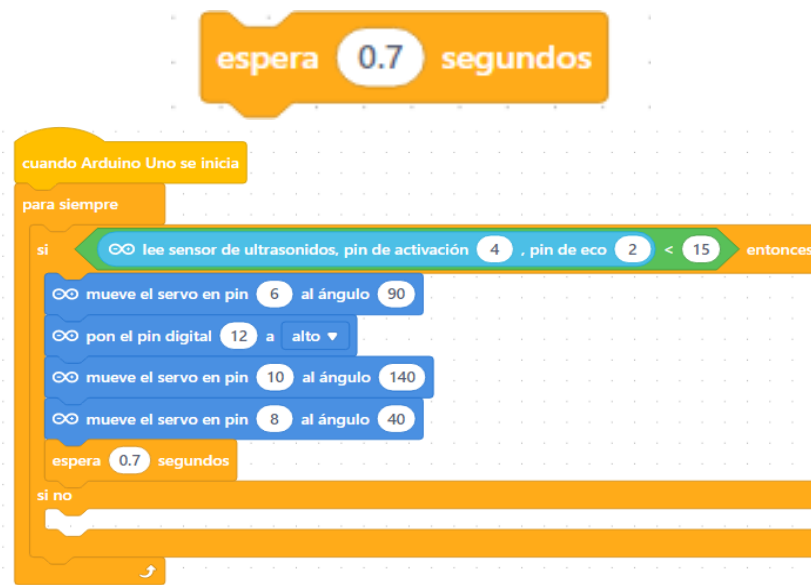 espera 0.7 segundos
cuando Arduino Uno se inicia
para siempre
si lee sensor de ultrasonidos, pin de activación 4 , pin de eco 2 < 15 entonces
mueve el servo en pin 6 al ángulo 90
pon el pin digital 12 a alto
mueve el servo en pin 10 al ángulo 140
mueve el servo en pin 8 al ángulo 40
espera 0.7 segundos
si no